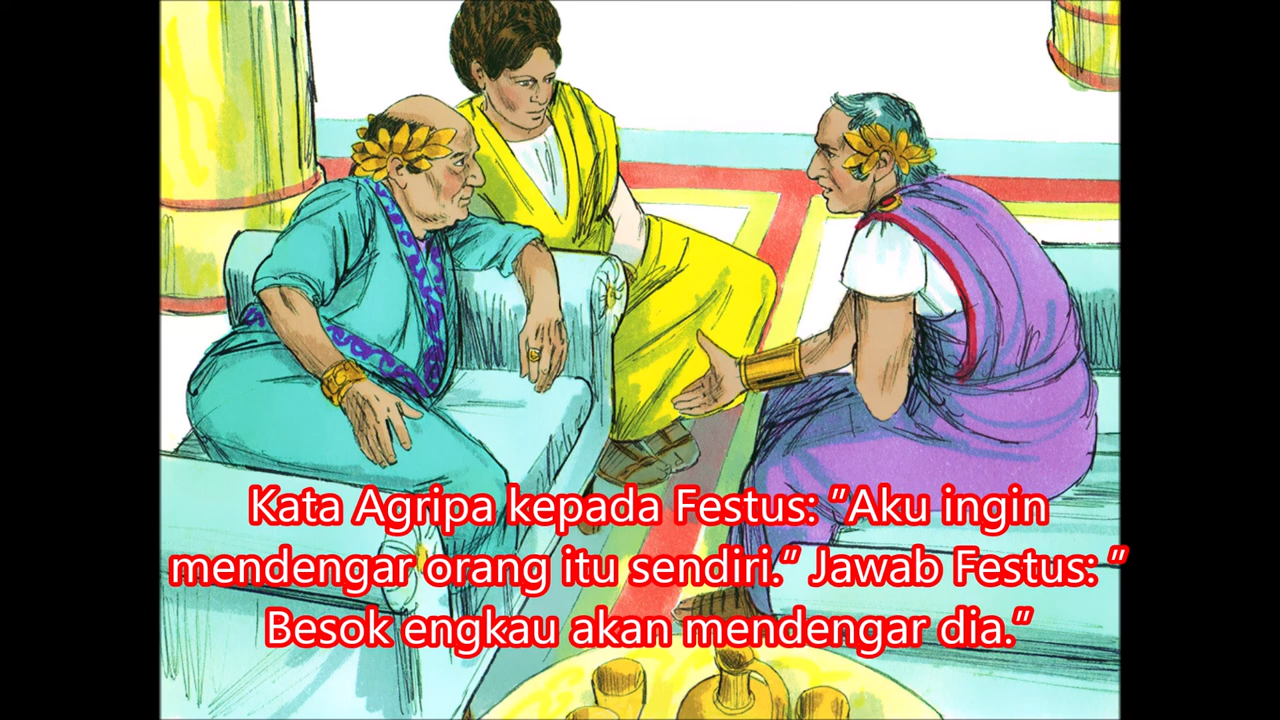 Kata Agripa kepada Festus: “Aku ingin
mendengar orang itu sendiri.” Jawab Festus: ”
Besok engkau akan mendengar dia.”